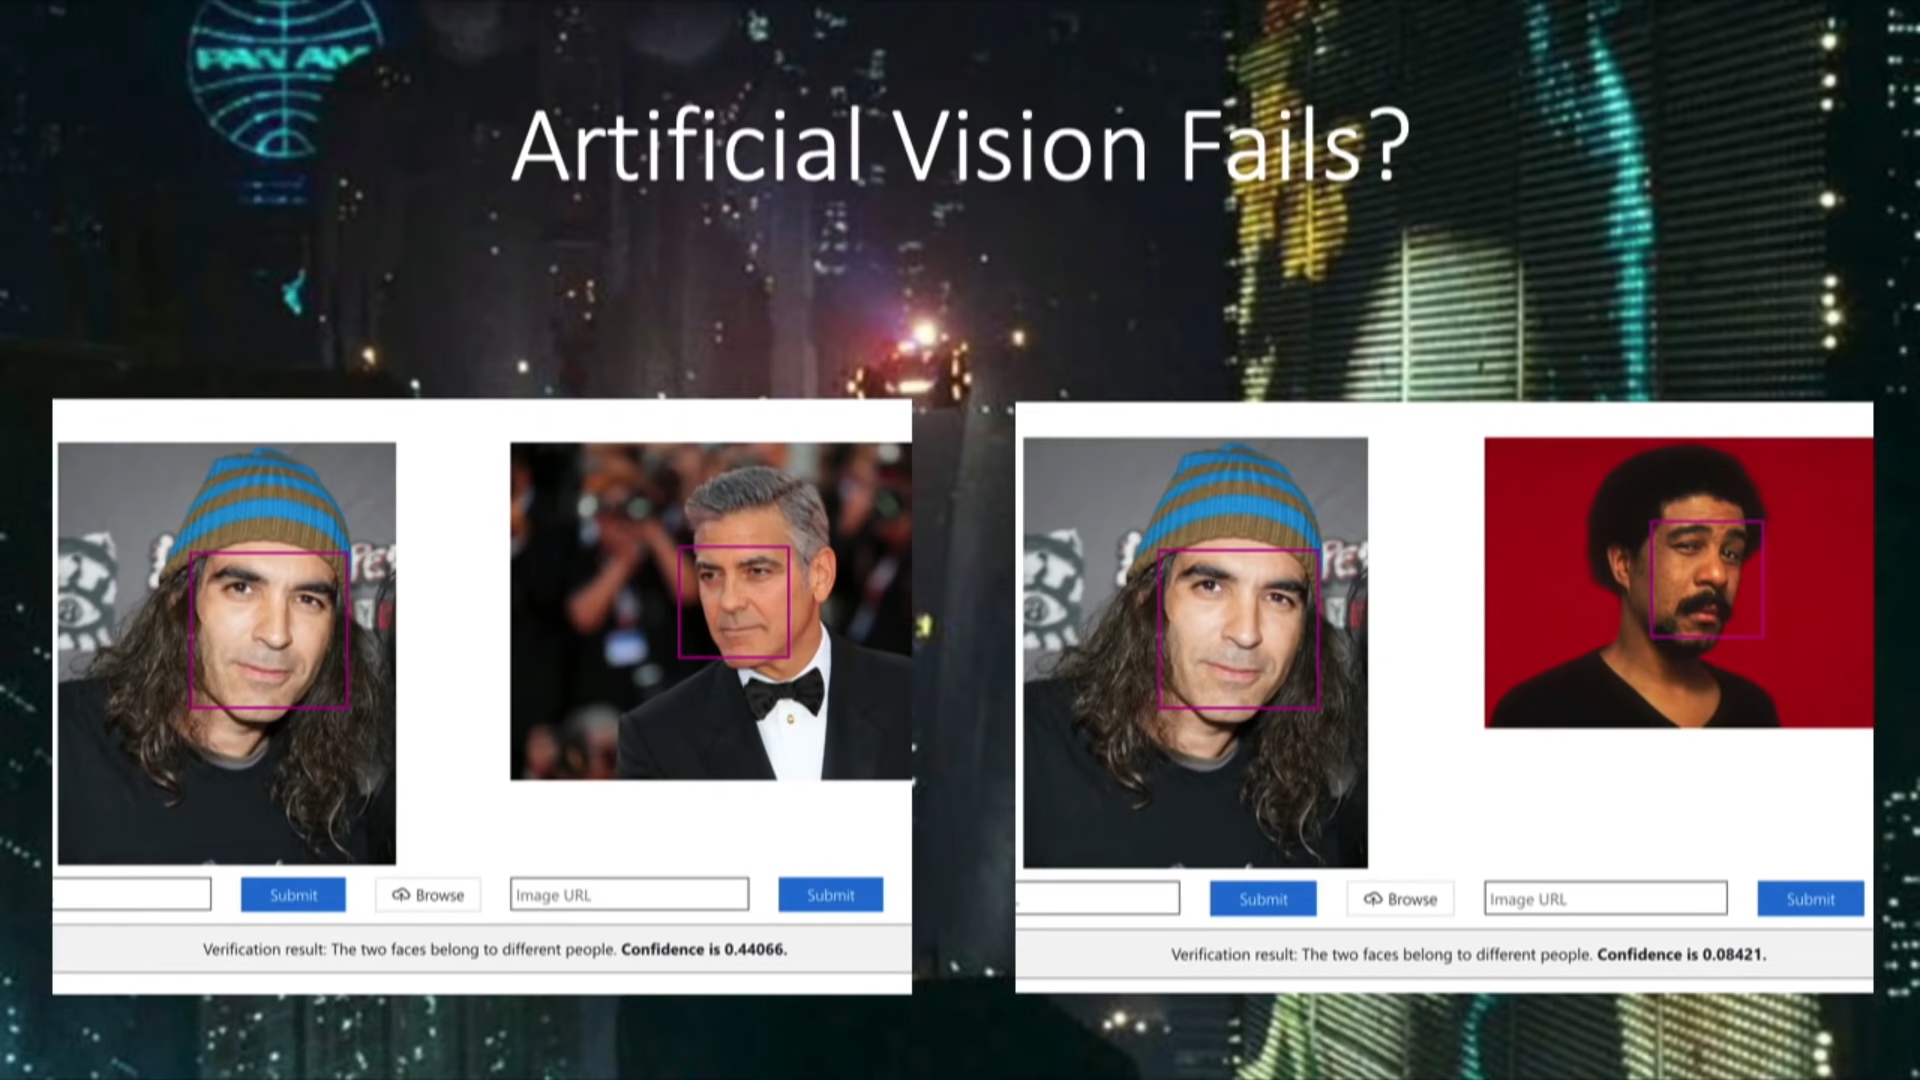 PAN AM
Artificial Vision Fails?
Submit
Browse
Image URL
Submit
Verification result: The two faces belong to different people. Confidence is 0.44066.
Submit
Browse
Image URL
Submit
Verification result: The two faces belong to different people. Confidence is 0.08421.